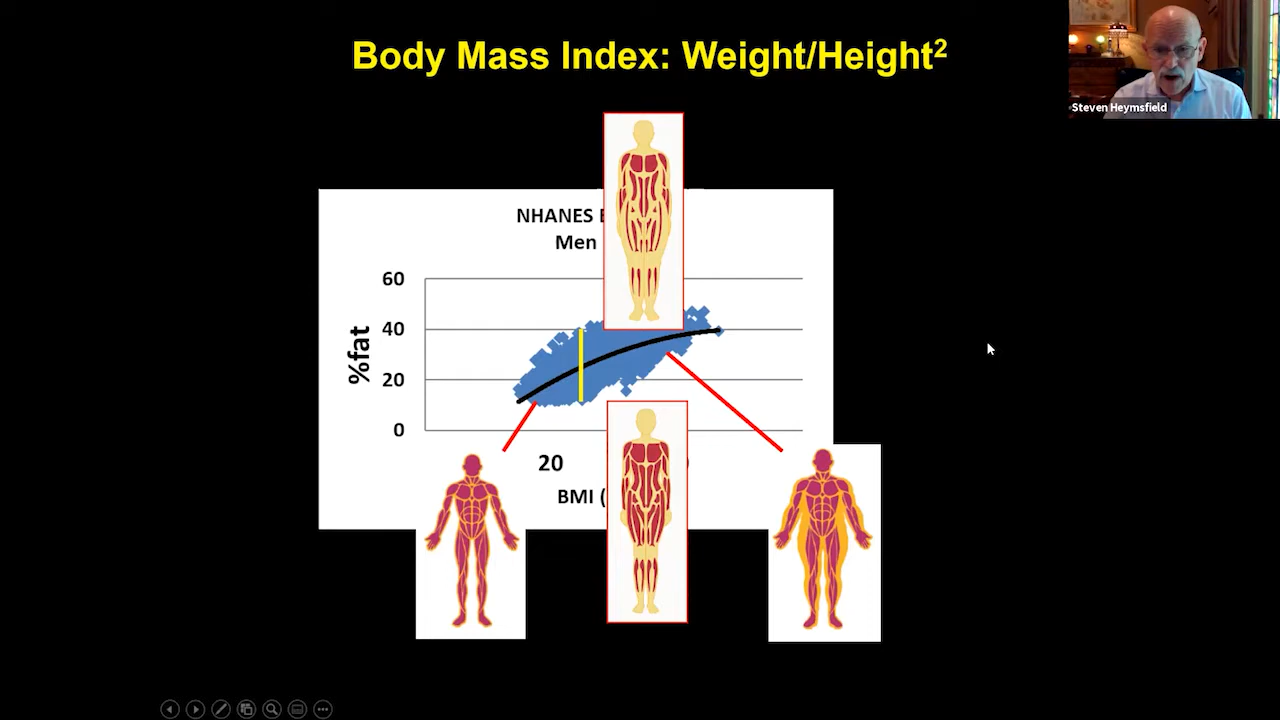 Body Mass Index: Weight/Height²
Steven Heymsfield
NHANES
Men
60
40
20
0
%fat
20
BMI (